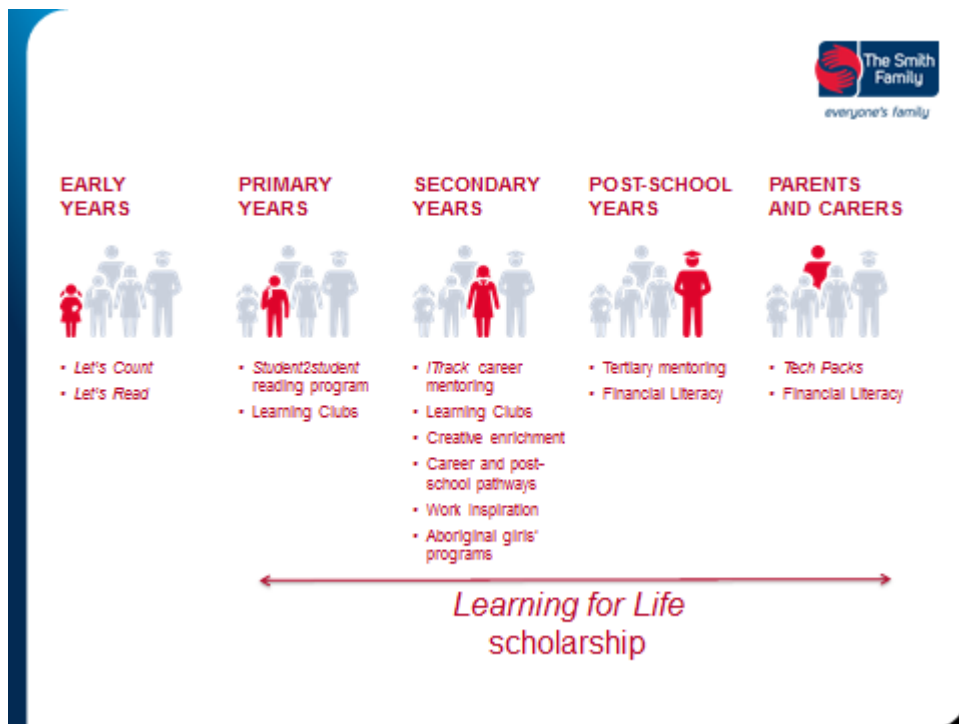 The Smith
Family
everyone's family
EARLY
YEARS
• Let's Count
• Let's Read
PRIMARY
YEARS
• Student2student
reading program
• Learning Clubs
SECONDARY
YEARS
• iTrack career
mentoring
• Learning Clubs
• Creative enrichment
• Career and post-
school pathways
• Work inspiration
• Aboriginal girls'
programs
POST-SCHOOL
YEARS
• Tertiary mentoring
• Financial Literacy
PARENTS
AND CARERS
• Tech Packs
• Financial Literacy
Learning for Life
scholarship